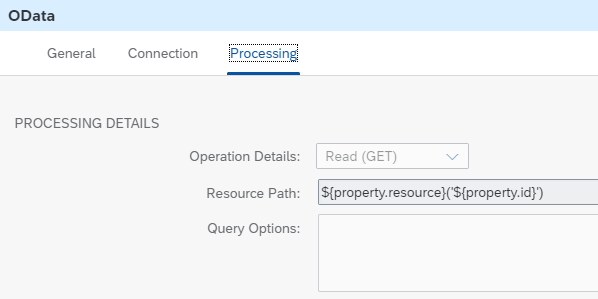 OData
General Connection Processing
PROCESSING DETAILS
Operation Details: Read (GET)
Resource Path: ${property.resource}('${property.id}')
Query Options: